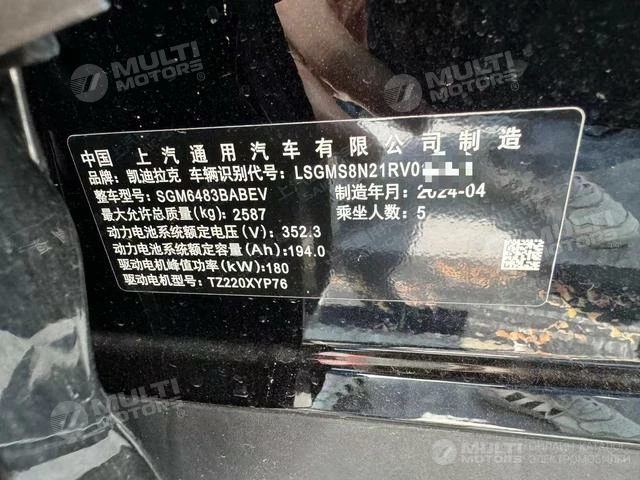 MULTI
MOTORS®
MULTI
MOTORS®
中国 上汽通用汽车有限公司制造
品牌：凯迪拉克 车辆识别代号：LSGMS8N21RV0
整车型号：SGM6483BABEV 制造年月：2024-04
最大允许总质量(kg)：2587 乘坐人数：5
动力电池系统额定电压(V)：352.3
动力电池系统额定容量(Ah)：194.0
驱动电机峰值功率(kW)：180
驱动电机型号：TZ220XYP76
MULTI
MOTORS®
MULTI
MOTORS
ЭЛЕКТРОМОБИЛЬИ